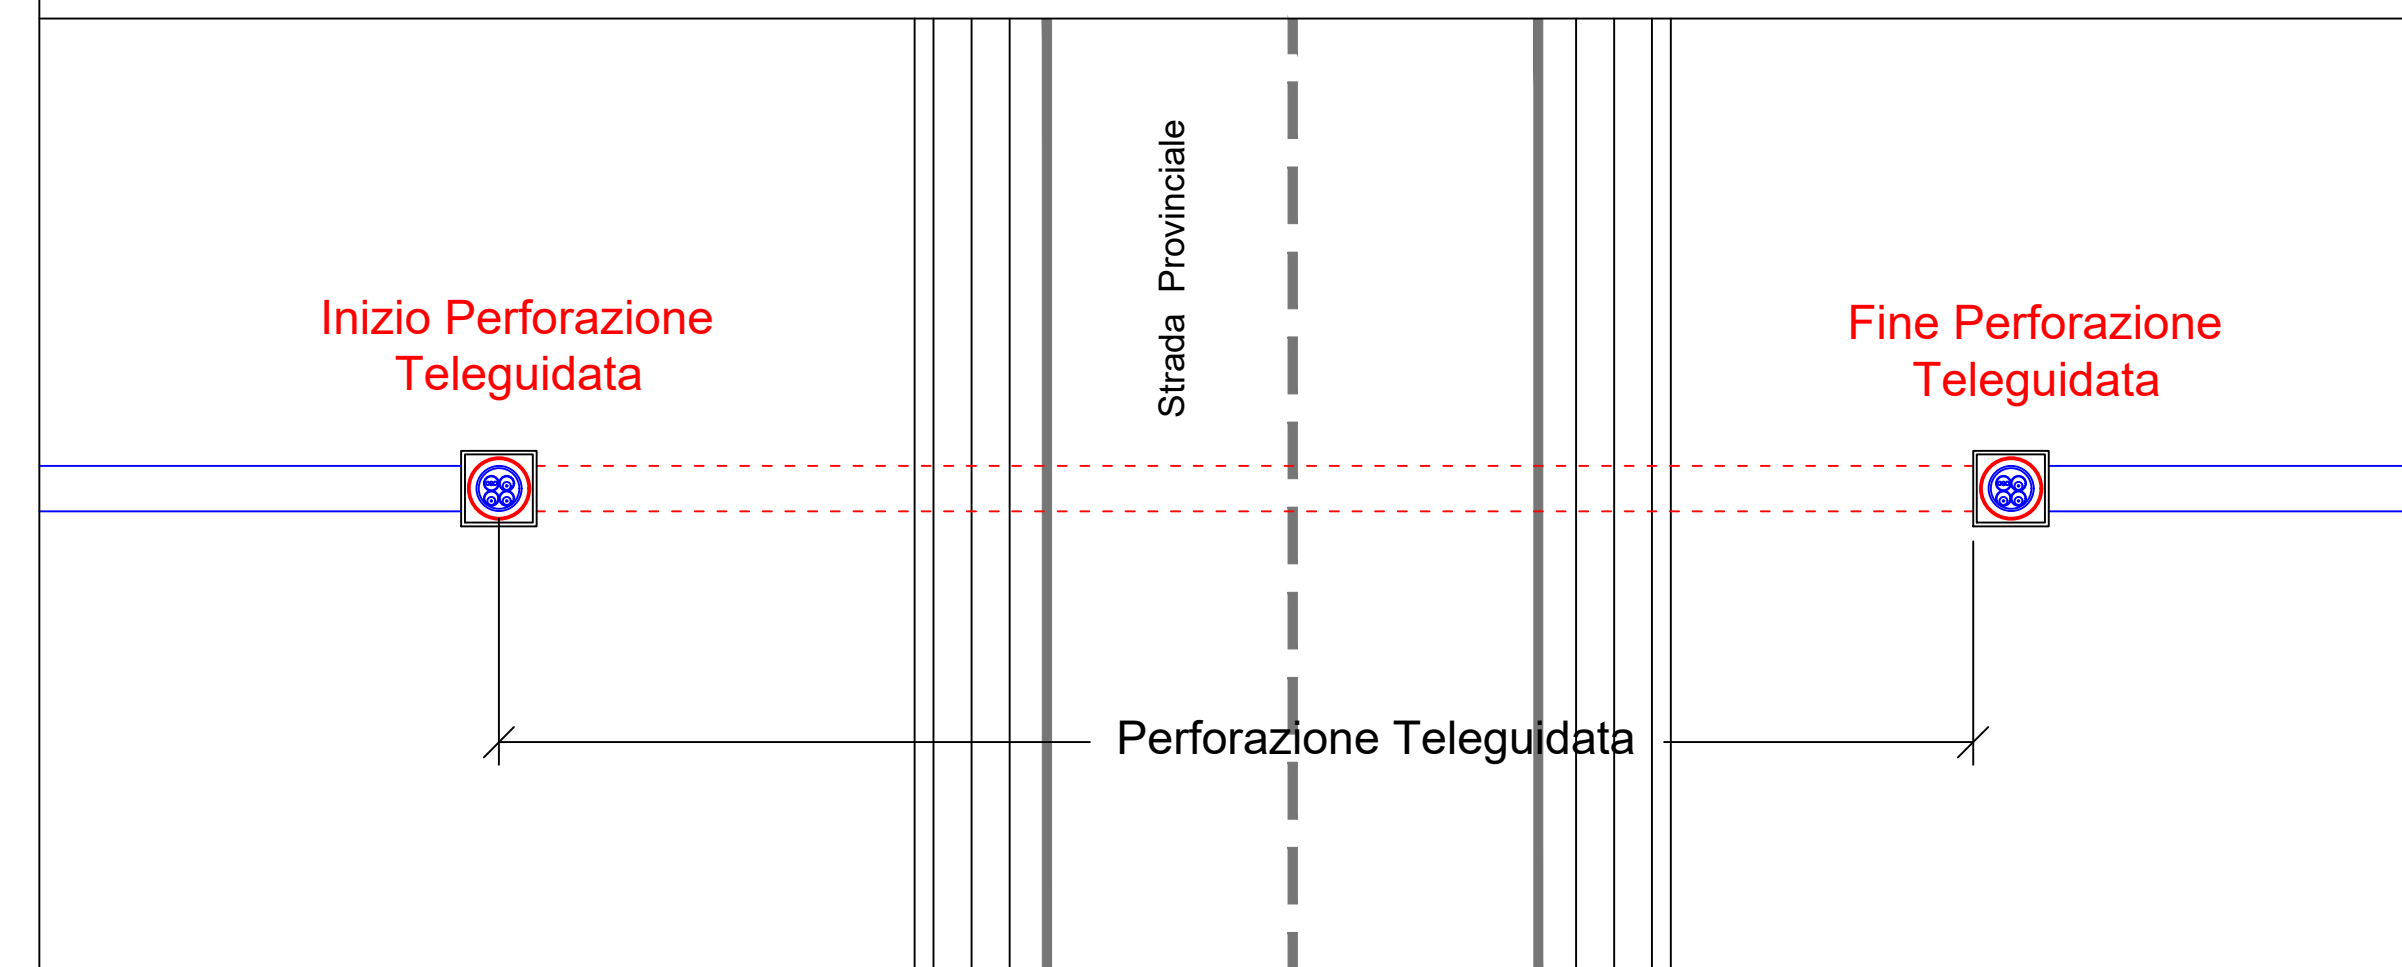 Strada Provinciale
Inizio Perforazione
Teleguidata
Fine Perforazione
Teleguidata
Perforazione Teleguidata